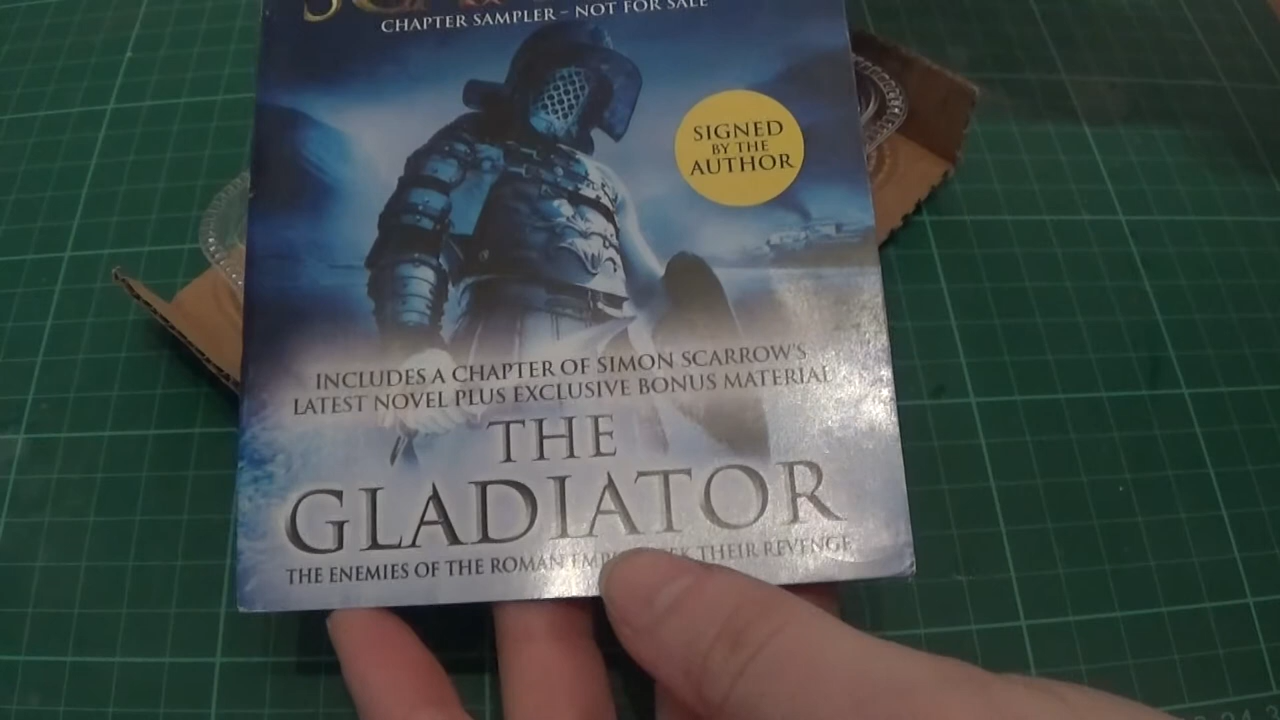 CHAPTER SAMPLER – NOT FOR SALE
SIGNED
BY THE
AUTHOR
INCLUDES A CHAPTER OF SIMON SCARROW'S
LATEST NOVEL PLUS EXCLUSIVE BONUS MATERIAL
THE
GLADIATOR
THE ENEMIES OF THE ROMAN THEIR REVENGE